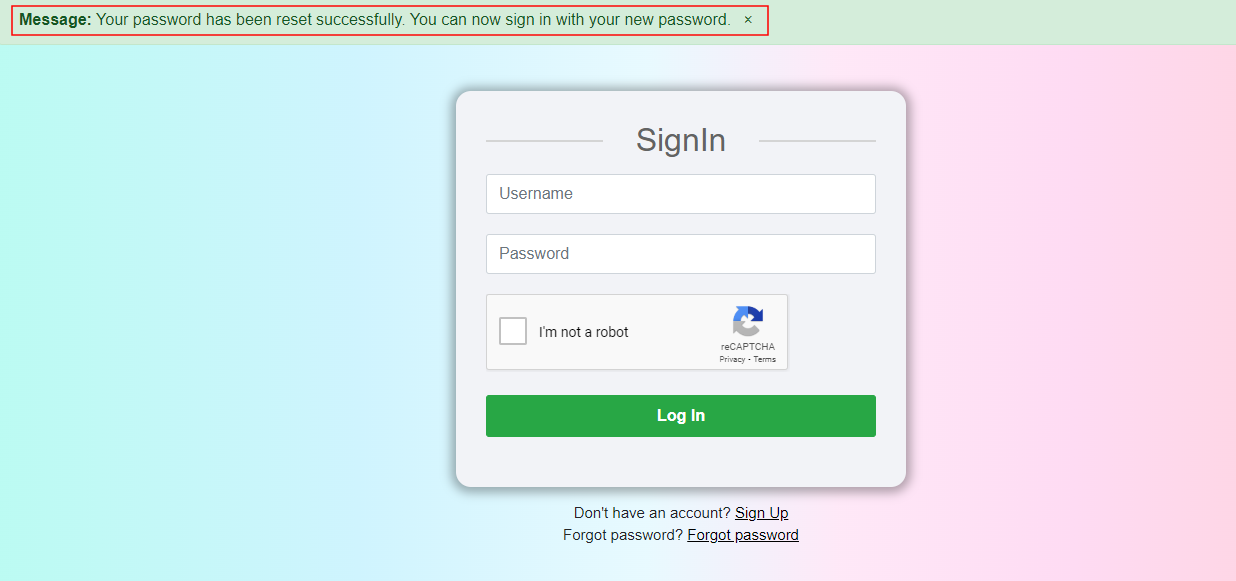 Message: Your password has been reset successfully. You can now sign in with your new password. ×
SignIn
Username
Password
I'm not a robot
reCAPTCHA
Privacy - Terms
Log In
Don't have an account? Sign Up
Forgot password? Forgot password